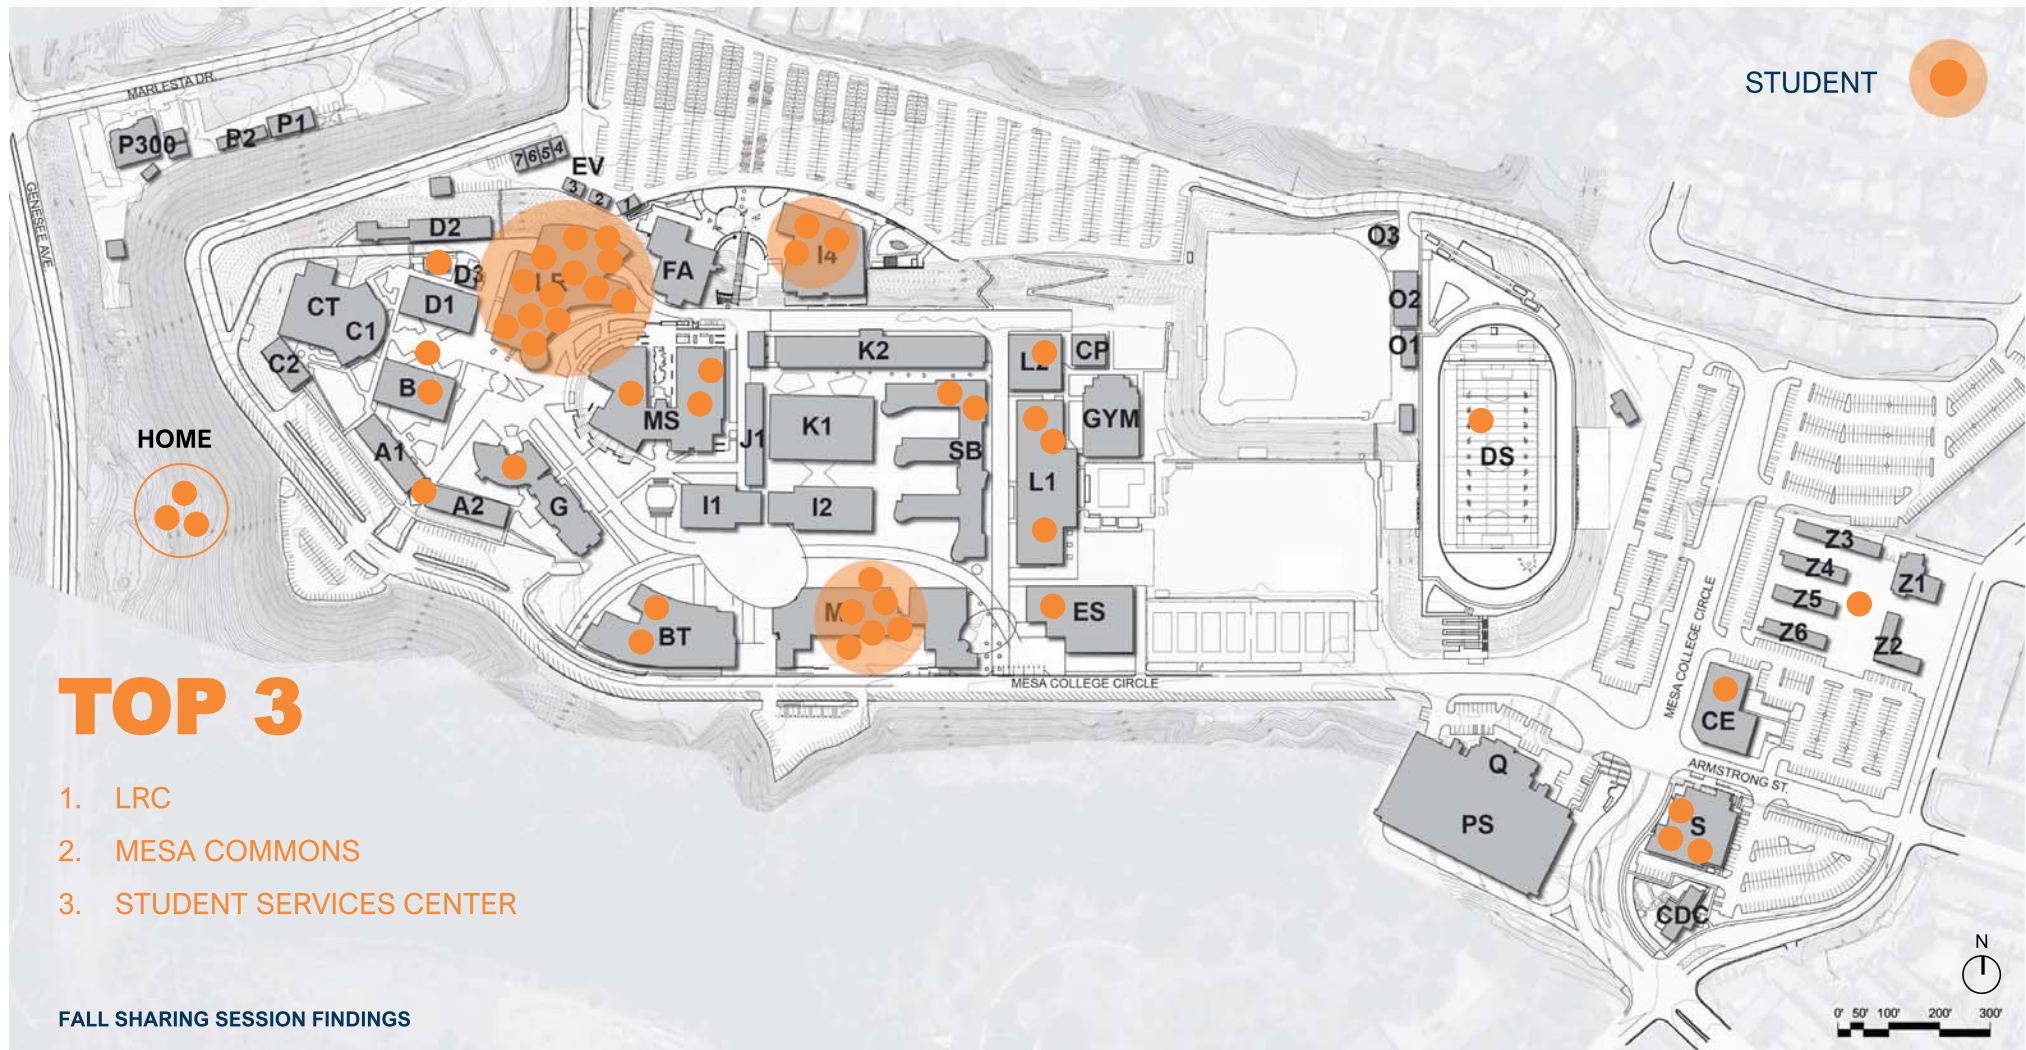 MARLESTA DR.
STUDENT
P300
P2
P1
7 6 5 4
EV
3
2
1
GENESEE AVE
D2
D3
FA
I4
O3
CT
C1
D1
O2
C2
K2
L2
CP
O1
B
MS
J1
K1
GYM
HOME
A1
SB
DS
L1
A2
G
I1
I2
Z3
Z4
Z1
Z5
Z6
Z2
BT
M
ES
MESA COLLEGE CIRCLE
MESA COLLEGE CIRCLE
TOP 3
CE
Q
ARMSTRONG ST.
1. LRC
PS
S
2. MESA COMMONS
3. STUDENT SERVICES CENTER
CDC
N
FALL SHARING SESSION FINDINGS
0' 50' 100' 200' 300'